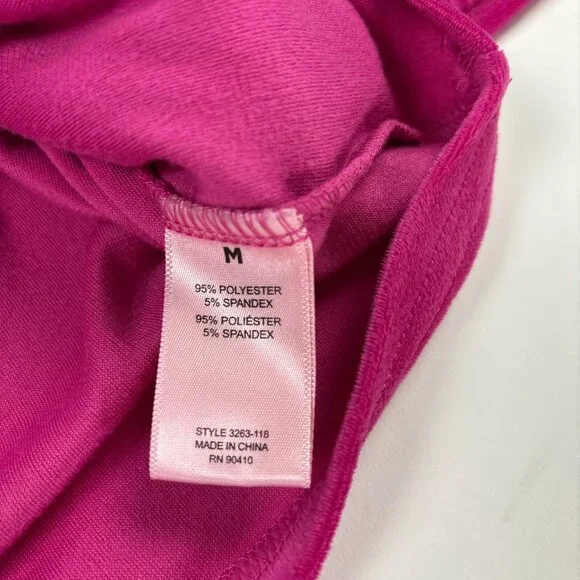 M
95% POLYESTER
5% SPANDEX
95% POLIÉSTER
5% SPANDEX
STYLE 3263-118
MADE IN CHINA
RN 90410